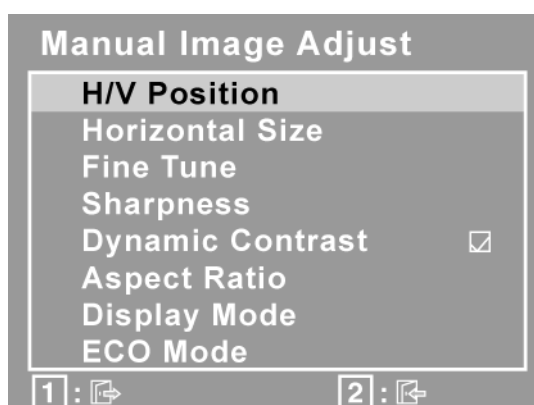 Manual Image Adjust
H/V Position
Horizontal Size
Fine Tune
Sharpness
Dynamic Contrast
Aspect Ratio
Display Mode
ECO Mode
1 : 2 :